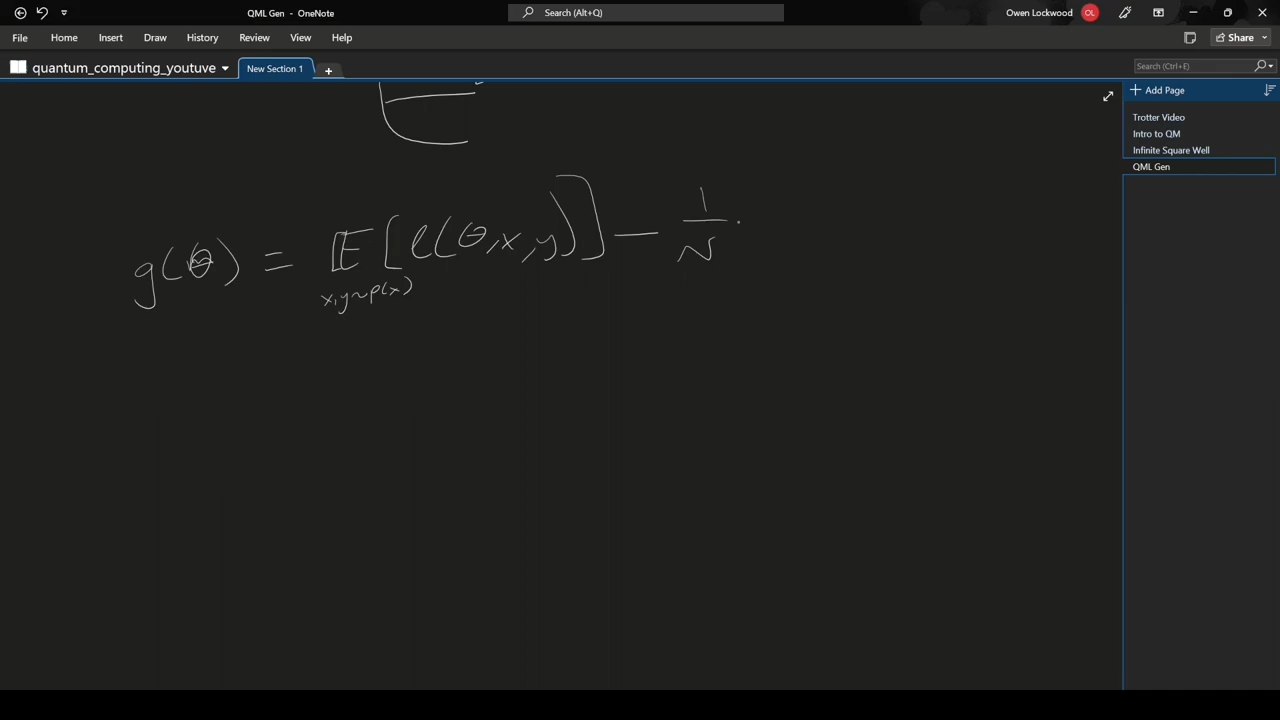 QML Gen - OneNote
Search (Alt+Q)
Owen Lockwood
OL
File Home Insert Draw History Review View Help
Share
quantum_computing_youtuve
New Section 1
+
Search (Ctrl+E)
Add Page
Trotter Video
Intro to QM
Infinite Square Well
QML Gen
g(θ) = 𝔼[ℓ(θ,x,y)] − 1/N
x,y~p(x)